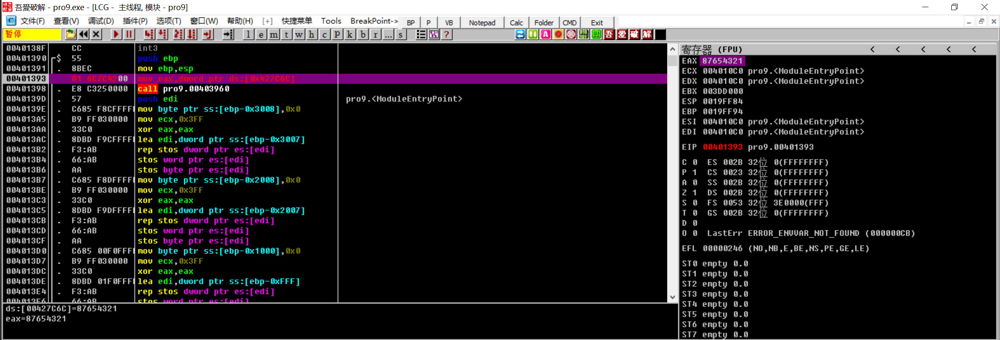 吾愛破解 - pro9.exe - [LCG -  主线程, 模块 - pro9]
文件(F) 查看(V) 调试(D) 插件(P) 选项(T) 窗口(W) 帮助(H) [+] 快捷菜单 Tools BreakPoint-> BP P VB Notepad Calc Folder CMD Exit
暂停 l e m t w h c P k b r ... s ? A 吾 爱 破 解
0040138F CC int3
00401390 $ 55 push ebp
00401391 . 8BEC mov ebp,esp
00401393 A1 6C7C4200 mov eax,dword ptr ds:[0x427C6C]
00401398 . E8 C3250000 call pro9.00403960
0040139D . 57 push edi pro9.<ModuleEntryPoint>
0040139E . C685 F8CFFFF mov byte ptr ss:[ebp-0x3008],0x0
004013A5 . B9 FF030000 mov ecx,0x3FF
004013AA . 33C0 xor eax,eax
004013AC . 8DBD F9CFFFF lea edi,dword ptr ss:[ebp-0x3007]
004013B2 . F3:AB rep stos dword ptr es:[edi]
004013B4 . 66:AB stos word ptr es:[edi]
004013B6 . AA stos byte ptr es:[edi]
004013B7 . C685 F8DFFFF mov byte ptr ss:[ebp-0x2008],0x0
004013BE . B9 FF030000 mov ecx,0x3FF
004013C3 . 33C0 xor eax,eax
004013C5 . 8DBD F9DFFFF lea edi,dword ptr ss:[ebp-0x2007]
004013CB . F3:AB rep stos dword ptr es:[edi]
004013CD . 66:AB stos word ptr es:[edi]
004013CF . AA stos byte ptr es:[edi]
004013D0 . C685 00F0FFF mov byte ptr ss:[ebp-0x1000],0x0
004013D7 . B9 FF030000 mov ecx,0x3FF
004013DC . 33C0 xor eax,eax
004013DE . 8DBD 01F0FFF lea edi,dword ptr ss:[ebp-0xFFF]
004013E4 . F3:AB rep stos dword ptr es:[edi]
004013E6 . 66:AB stos word ptr es:[edi]
ds:[00427C6C]=87654321
eax=87654321
寄存器 (FPU) < < < < <
EAX 87654321
ECX 004010C0 pro9.<ModuleEntryPoint>
EDX 004010C0 pro9.<ModuleEntryPoint>
EBX 003DD000
ESP 0019FF84
EBP 0019FF94
ESI 004010C0 pro9.<ModuleEntryPoint>
EDI 004010C0 pro9.<ModuleEntryPoint>
EIP 00401393 pro9.00401393
C 0 ES 002B 32位 0(FFFFFFFF)
P 1 CS 0023 32位 0(FFFFFFFF)
A 0 SS 002B 32位 0(FFFFFFFF)
Z 1 DS 002B 32位 0(FFFFFFFF)
S 0 FS 0053 32位 3E0000(FFF)
T 0 GS 002B 32位 0(FFFFFFFF)
D 0
O 0 LastErr ERROR_ENVVAR_NOT_FOUND (000000CB)
EFL 00000246 (NO,NB,E,BE,NS,PE,GE,LE)
ST0 empty 0.0
ST1 empty 0.0
ST2 empty 0.0
ST3 empty 0.0
ST4 empty 0.0
ST5 empty 0.0
ST6 empty 0.0
ST7 empty 0.0